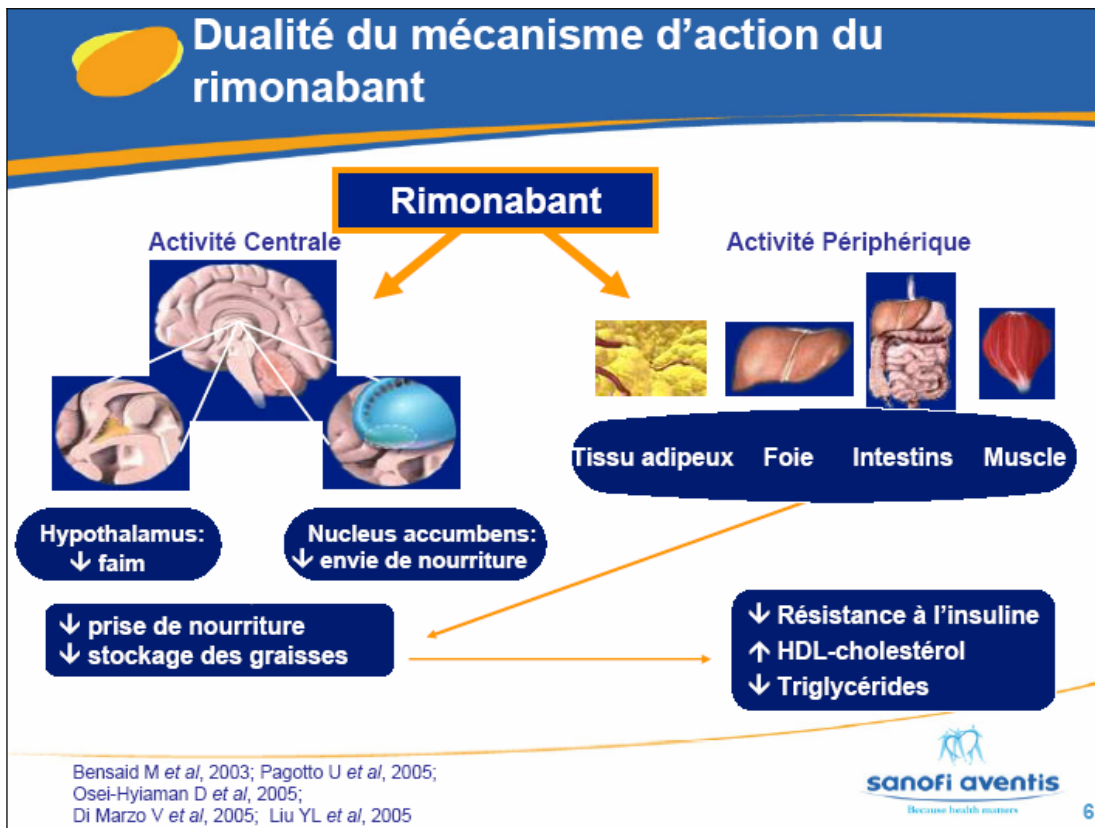 Dualité du mécanisme d’action du
rimonabant
Rimonabant
Activité Centrale
Activité Périphérique
Tissu adipeux Foie Intestins Muscle
Hypothalamus:
↓ faim
Nucleus accumbens:
↓ envie de nourriture
↓ prise de nourriture
↓ stockage des graisses
↓ Résistance à l’insuline
↑ HDL-cholestérol
↓ Triglycérides
Bensaid M et al, 2003; Pagotto U et al, 2005;
Osei-Hyiaman D et al, 2005;
Di Marzo V et al, 2005; Liu YL et al, 2005
sanofi aventis
Because health matters
6